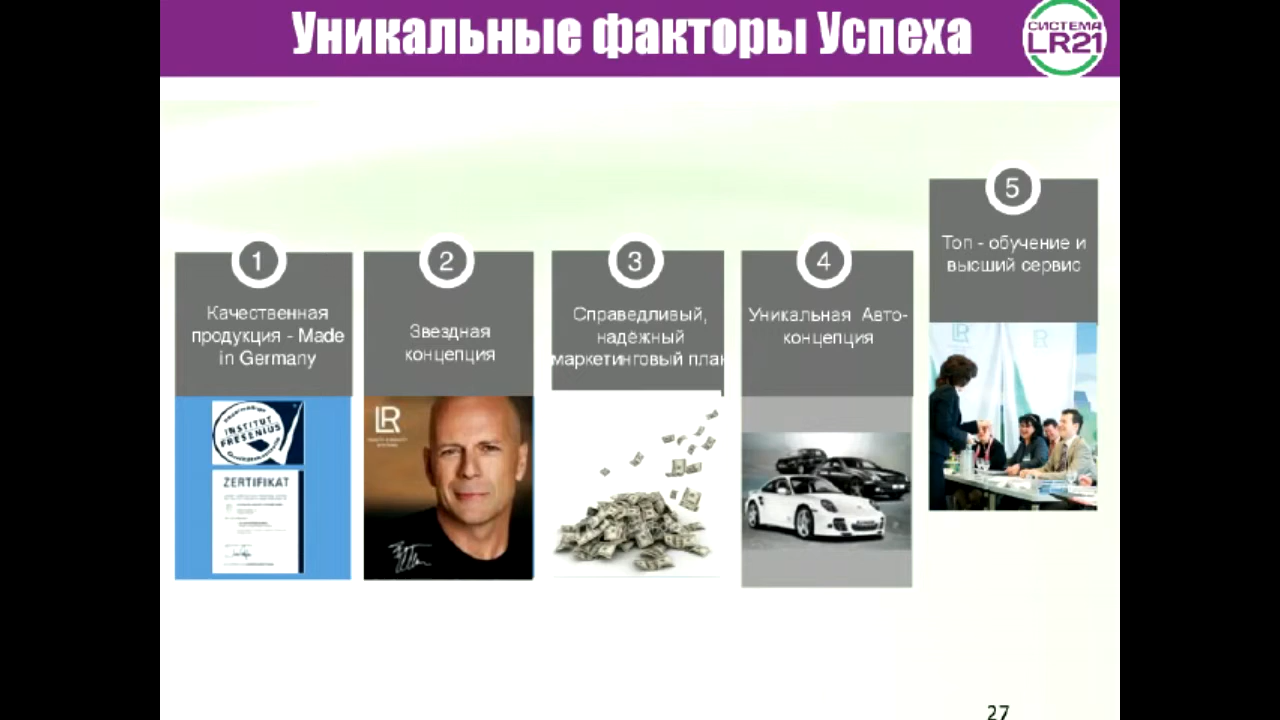 Уникальные факторы Успеха
СИСТЕМА
LR21
1
Качественная
продукция - Made
in Germany
INSTITUT
FRESENIUS
ZERTIFIKAT
2
Звездная
концепция
LR
3
Справедливый,
надёжный
маркетинговый план
4
Уникальная Авто-
концепция
5
Топ - обучение и
высший сервис
LR
27